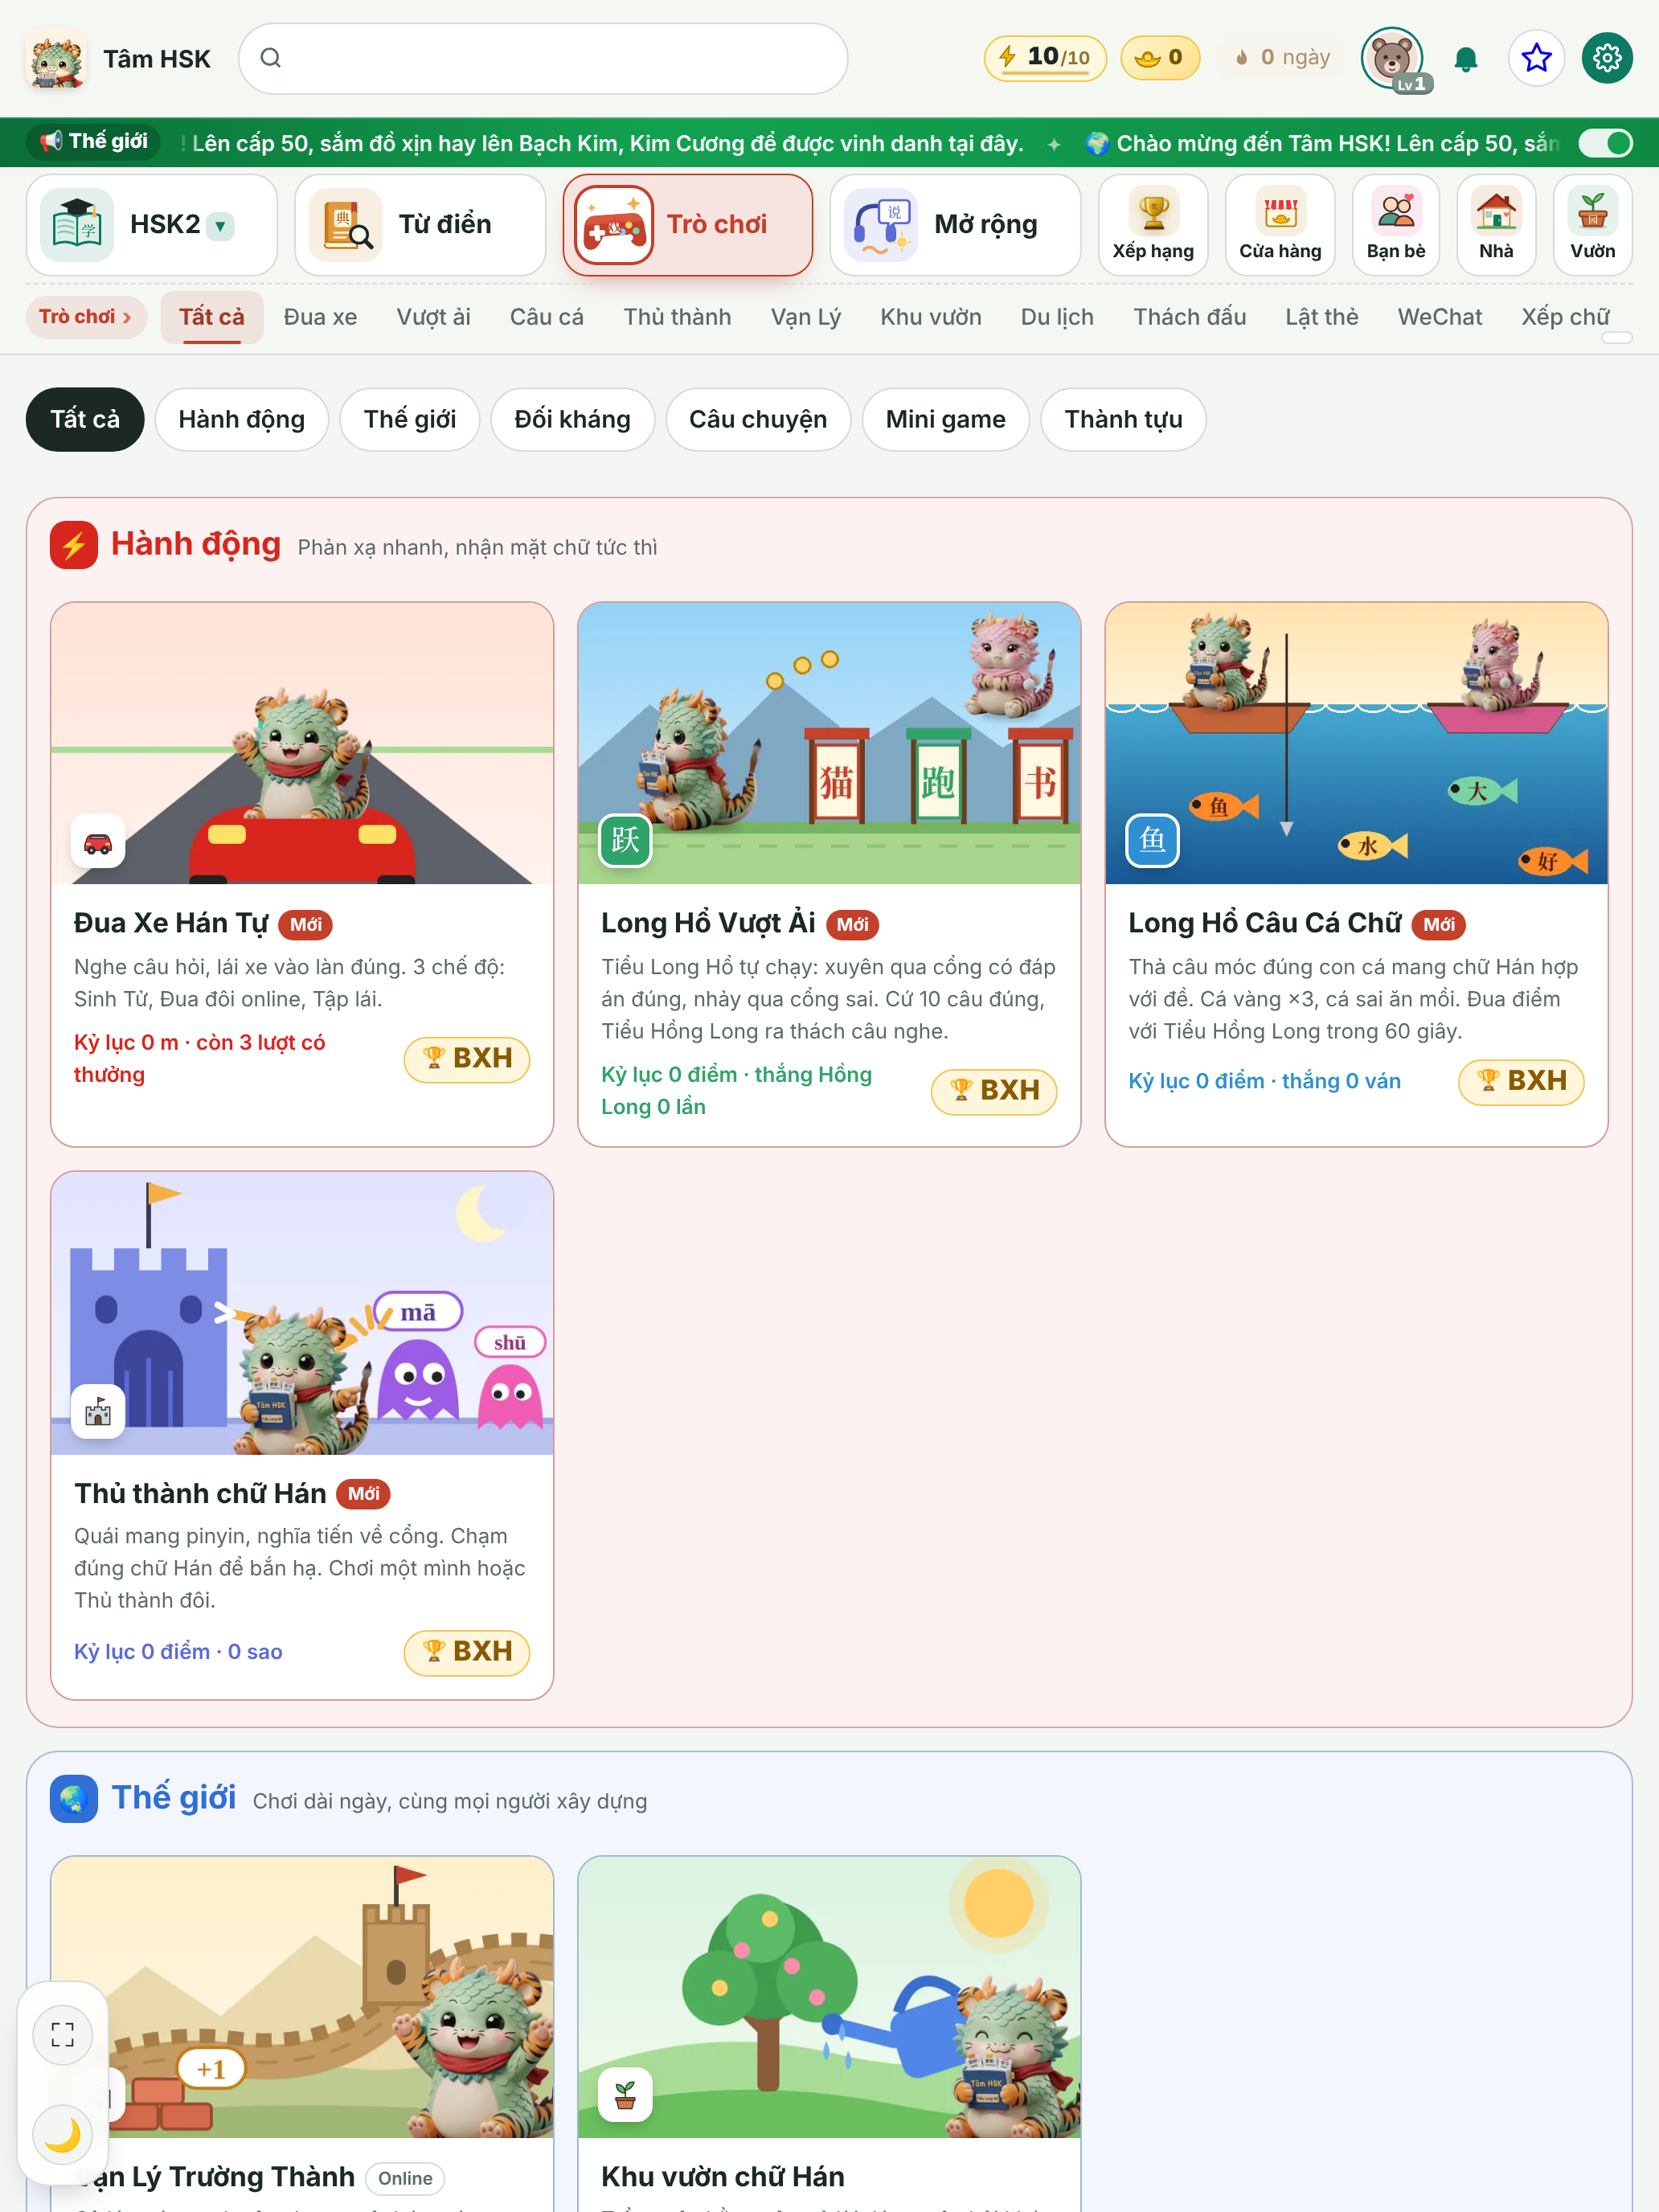 Tâm HSK
10/10
0
0 ngày
Lv 1
Thế giới
! Lên cấp 50, sắm đồ xịn hay lên Bạch Kim, Kim Cương để được vinh danh tại đây.
Chào mừng đến Tâm HSK! Lên cấp 50, sắm
HSK2
Từ điển
Trò chơi
Mở rộng
Xếp hạng
Cửa hàng
Bạn bè
Nhà
Vườn
Trò chơi ›
Tất cả
Đua xe
Vượt ải
Câu cá
Thủ thành
Vạn Lý
Khu vườn
Du lịch
Thách đấu
Lật thẻ
WeChat
Xếp chữ
Tất cả
Hành động
Thế giới
Đối kháng
Câu chuyện
Mini game
Thành tựu
Hành động
Phản xạ nhanh, nhận mặt chữ tức thì
猫
跑
书
跃
鱼
大
水
好
鱼
Đua Xe Hán Tự Mới
Nghe câu hỏi, lái xe vào làn đúng. 3 chế độ:
Sinh Tử, Đua đôi online, Tập lái.
Kỷ lục 0 m · còn 3 lượt có
thưởng
BXH
Long Hổ Vượt Ải Mới
Tiểu Long Hổ tự chạy: xuyên qua cổng có đáp
án đúng, nhảy qua cổng sai. Cứ 10 câu đúng,
Tiểu Hồng Long ra thách câu nghe.
Kỷ lục 0 điểm · thắng Hồng
Long 0 lần
BXH
Long Hổ Câu Cá Chữ Mới
Thả câu móc đúng con cá mang chữ Hán hợp
với đề. Cá vàng ×3, cá sai ăn mồi. Đua điểm
với Tiểu Hồng Long trong 60 giây.
Kỷ lục 0 điểm · thắng 0 ván
BXH
mā
shū
Tâm HSK
Thủ thành chữ Hán Mới
Quái mang pinyin, nghĩa tiến về cổng. Chạm
đúng chữ Hán để bắn hạ. Chơi một mình hoặc
Thủ thành đôi.
Kỷ lục 0 điểm · 0 sao
BXH
Thế giới
Chơi dài ngày, cùng mọi người xây dựng
+1
Tâm HSK
ạn Lý Trường Thành Online
Khu vườn chữ Hán